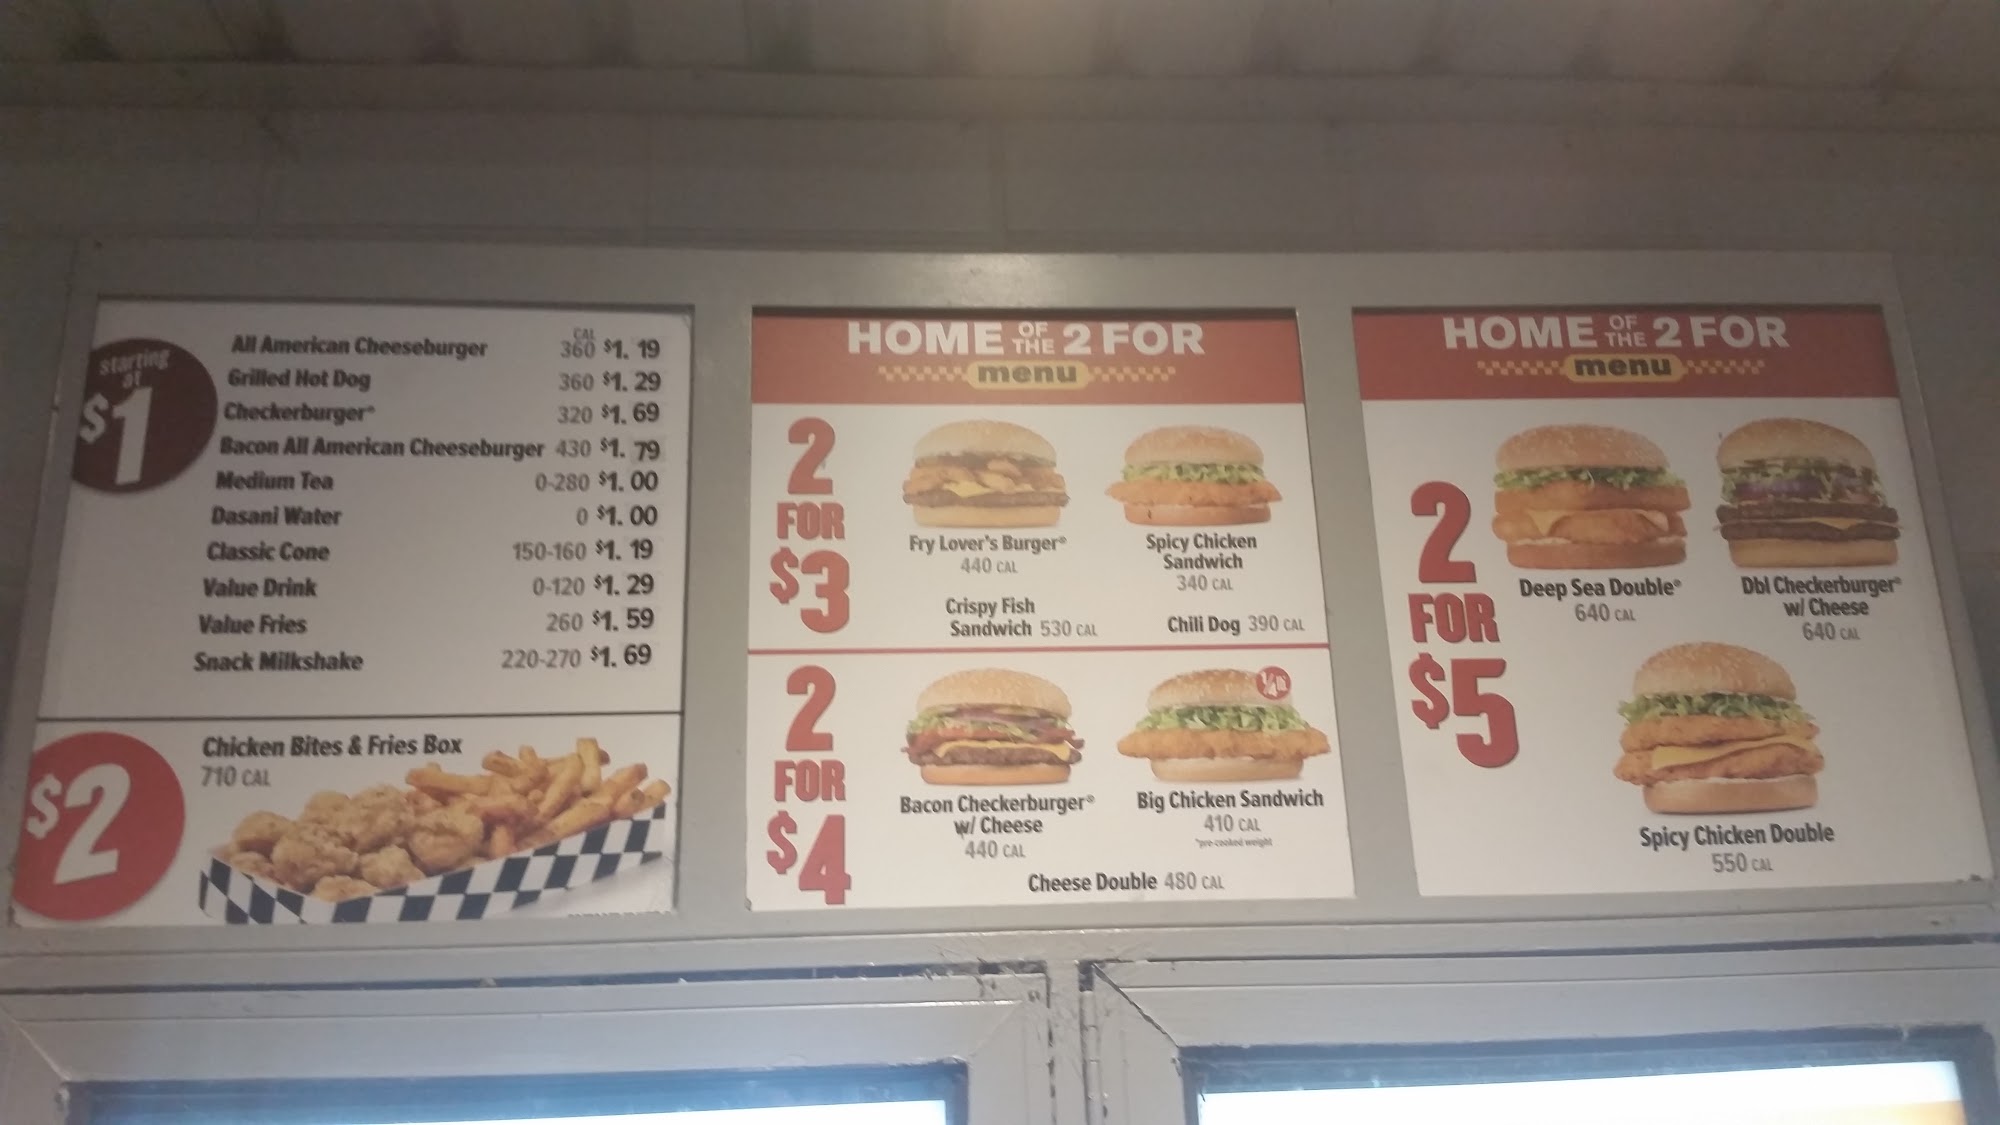 starting
at
$1
CAL
All American Cheeseburger 360 $1.19
Grilled Hot Dog 360 $1.29
Checkerburger® 320 $1.69
Bacon All American Cheeseburger 430 $1.79
Medium Tea 0-280 $1.00
Dasani Water 0 $1.00
Classic Cone 150-160 $1.19
Value Drink 0-120 $1.29
Value Fries 260 $1.59
Snack Milkshake 220-270 $1.69
$2
Chicken Bites & Fries Box
710 CAL
HOME OF THE 2 FOR
menu
2
FOR
$3
Fry Lover's Burger®
440 CAL
Spicy Chicken
Sandwich
340 CAL
Crispy Fish
Sandwich 530 CAL
Chili Dog 390 CAL
2
FOR
$4
Bacon Checkerburger®
w/ Cheese
440 CAL
1/4 lb*
Big Chicken Sandwich
410 CAL
*pre-cooked weight
Cheese Double 480 CAL
HOME OF THE 2 FOR
menu
2
FOR
$5
Deep Sea Double®
640 CAL
Dbl Checkerburger®
w/ Cheese
640 CAL
Spicy Chicken Double
550 CAL